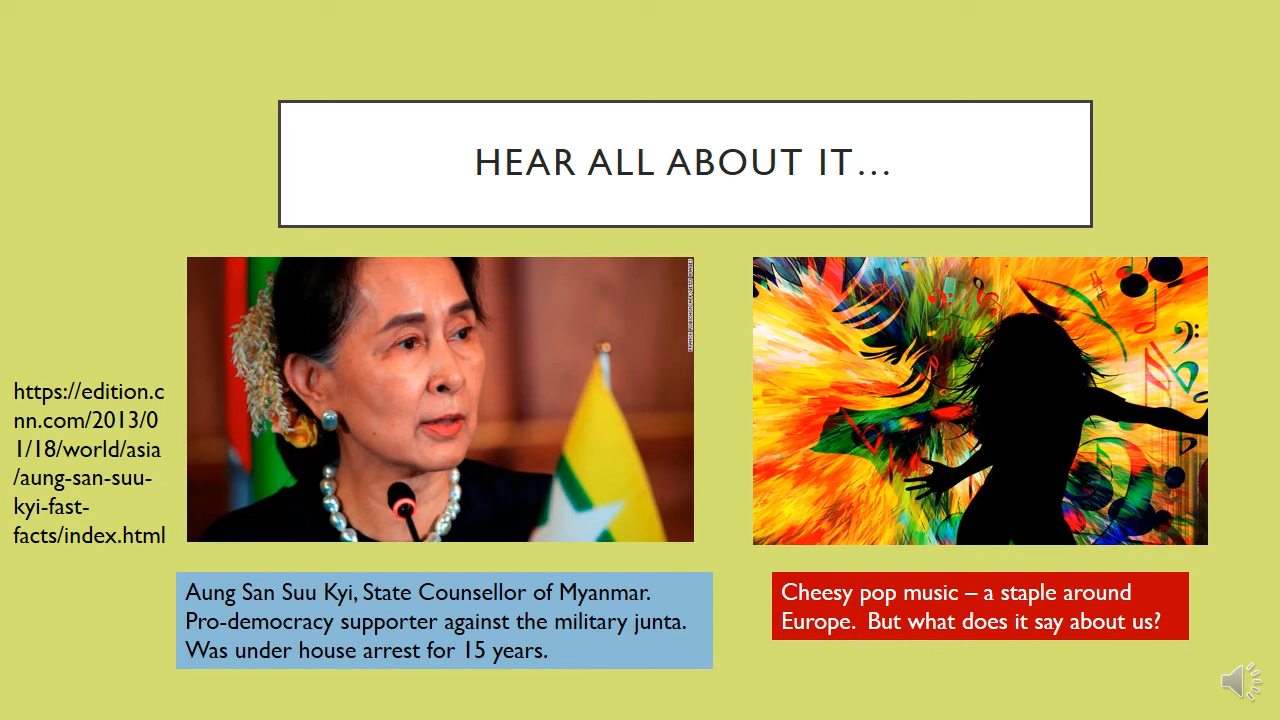 HEAR ALL ABOUT IT…
https://edition.c
nn.com/2013/0
1/18/world/asia
/aung-san-suu-
kyi-fast-
facts/index.html
Aung San Suu Kyi, State Counsellor of Myanmar.
Pro-democracy supporter against the military junta.
Was under house arrest for 15 years.
Cheesy pop music – a staple around
Europe.  But what does it say about us?